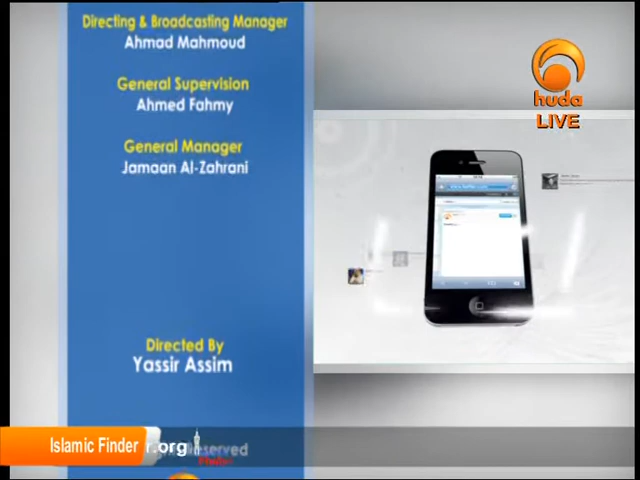 Directing & Broadcasting Manager
Ahmad Mahmoud
General Supervision
Ahmed Fahmy
General Manager
Jamaan Al-Zahrani
huda
LIVE
Directed By
Yassir Assim
Islamic Finder
r.org